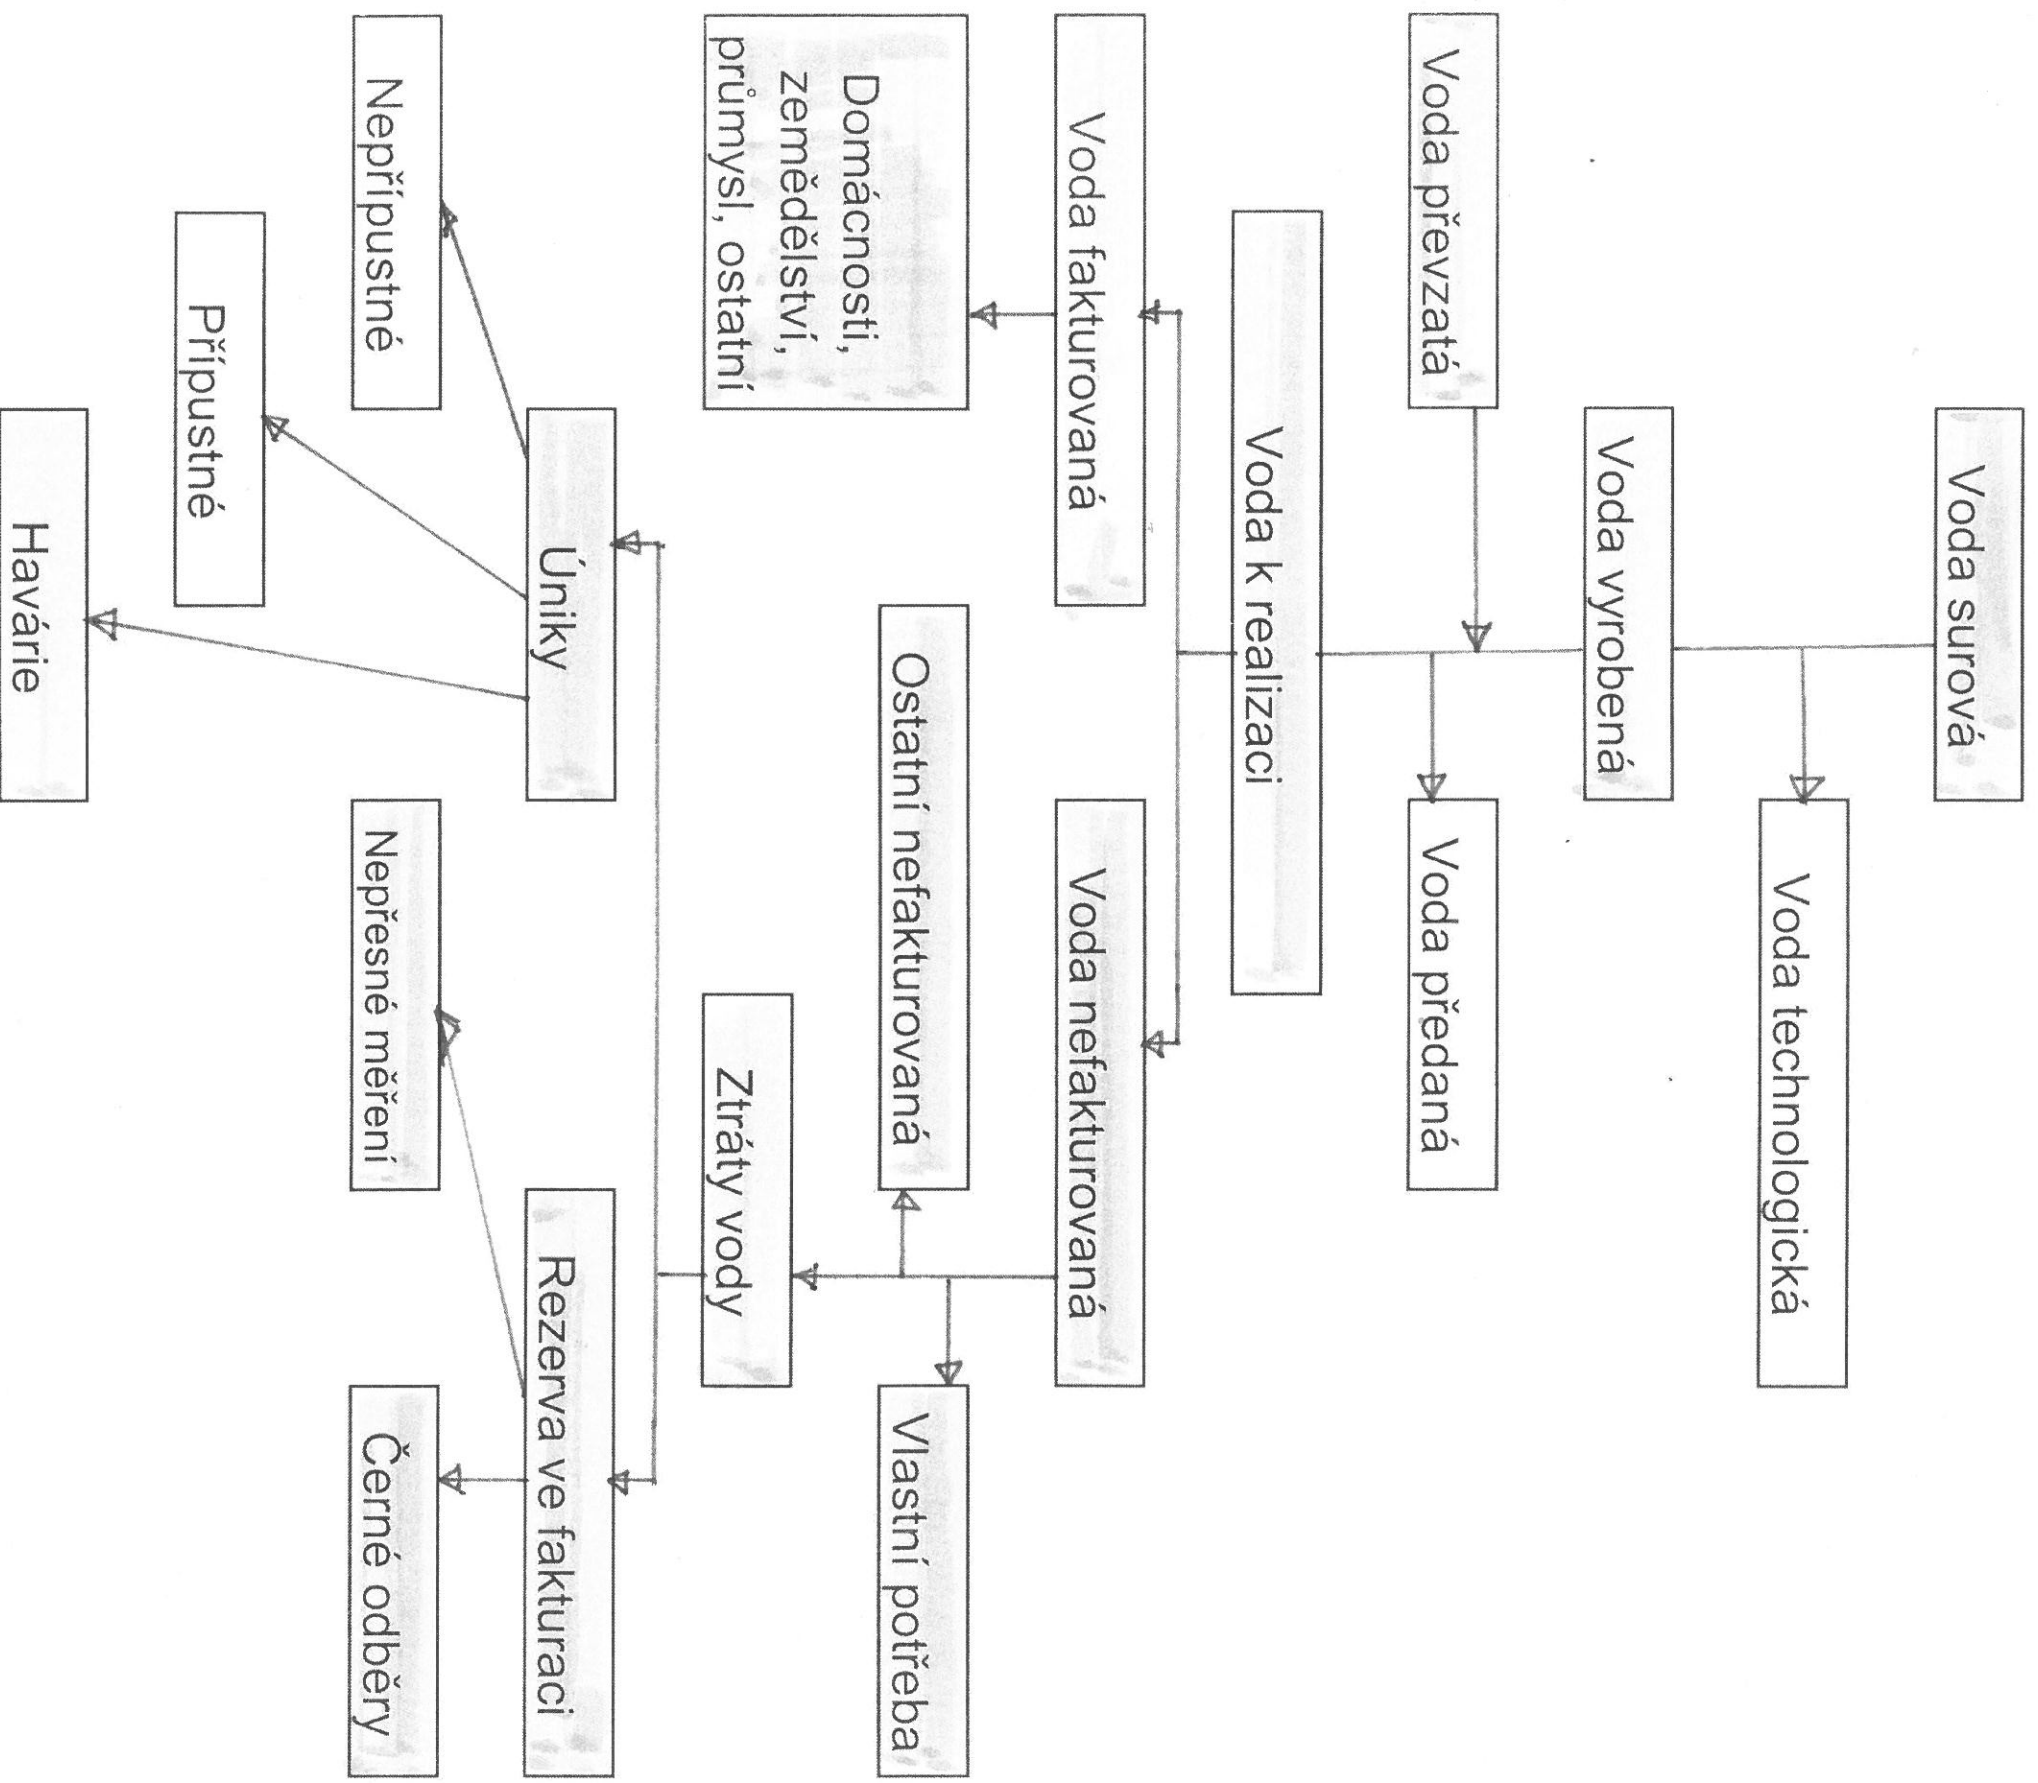 Voda surová
Voda technologická
Voda vyrobená
Voda převzatá
Voda předaná
Voda k realizaci
Voda fakturovaná
Voda nefakturovaná
Domácnosti,
zemědělství,
průmysl, ostatní
Ostatní nefakturovaná
Vlastní potřeba
Ztráty vody
Úniky
Rezerva ve fakturaci
Nepřípustné
Nepřesné měření
Černé odběry
Přípustné
Havárie